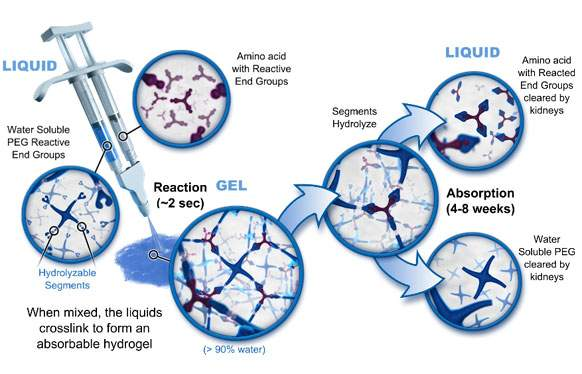 LIQUID
Amino acid
with Reactive
End Groups
Water Soluble
PEG Reactive
End Groups
Hydrolyzable
Segments
Reaction
(~2 sec)
GEL
When mixed, the liquids
crosslink to form an
absorbable hydrogel
(> 90% water)
Segments
Hydrolyze
LIQUID
Amino acid
with Reacted
End Groups
cleared by
kidneys
Absorption
(4-8 weeks)
Water
Soluble PEG
cleared by
kidneys